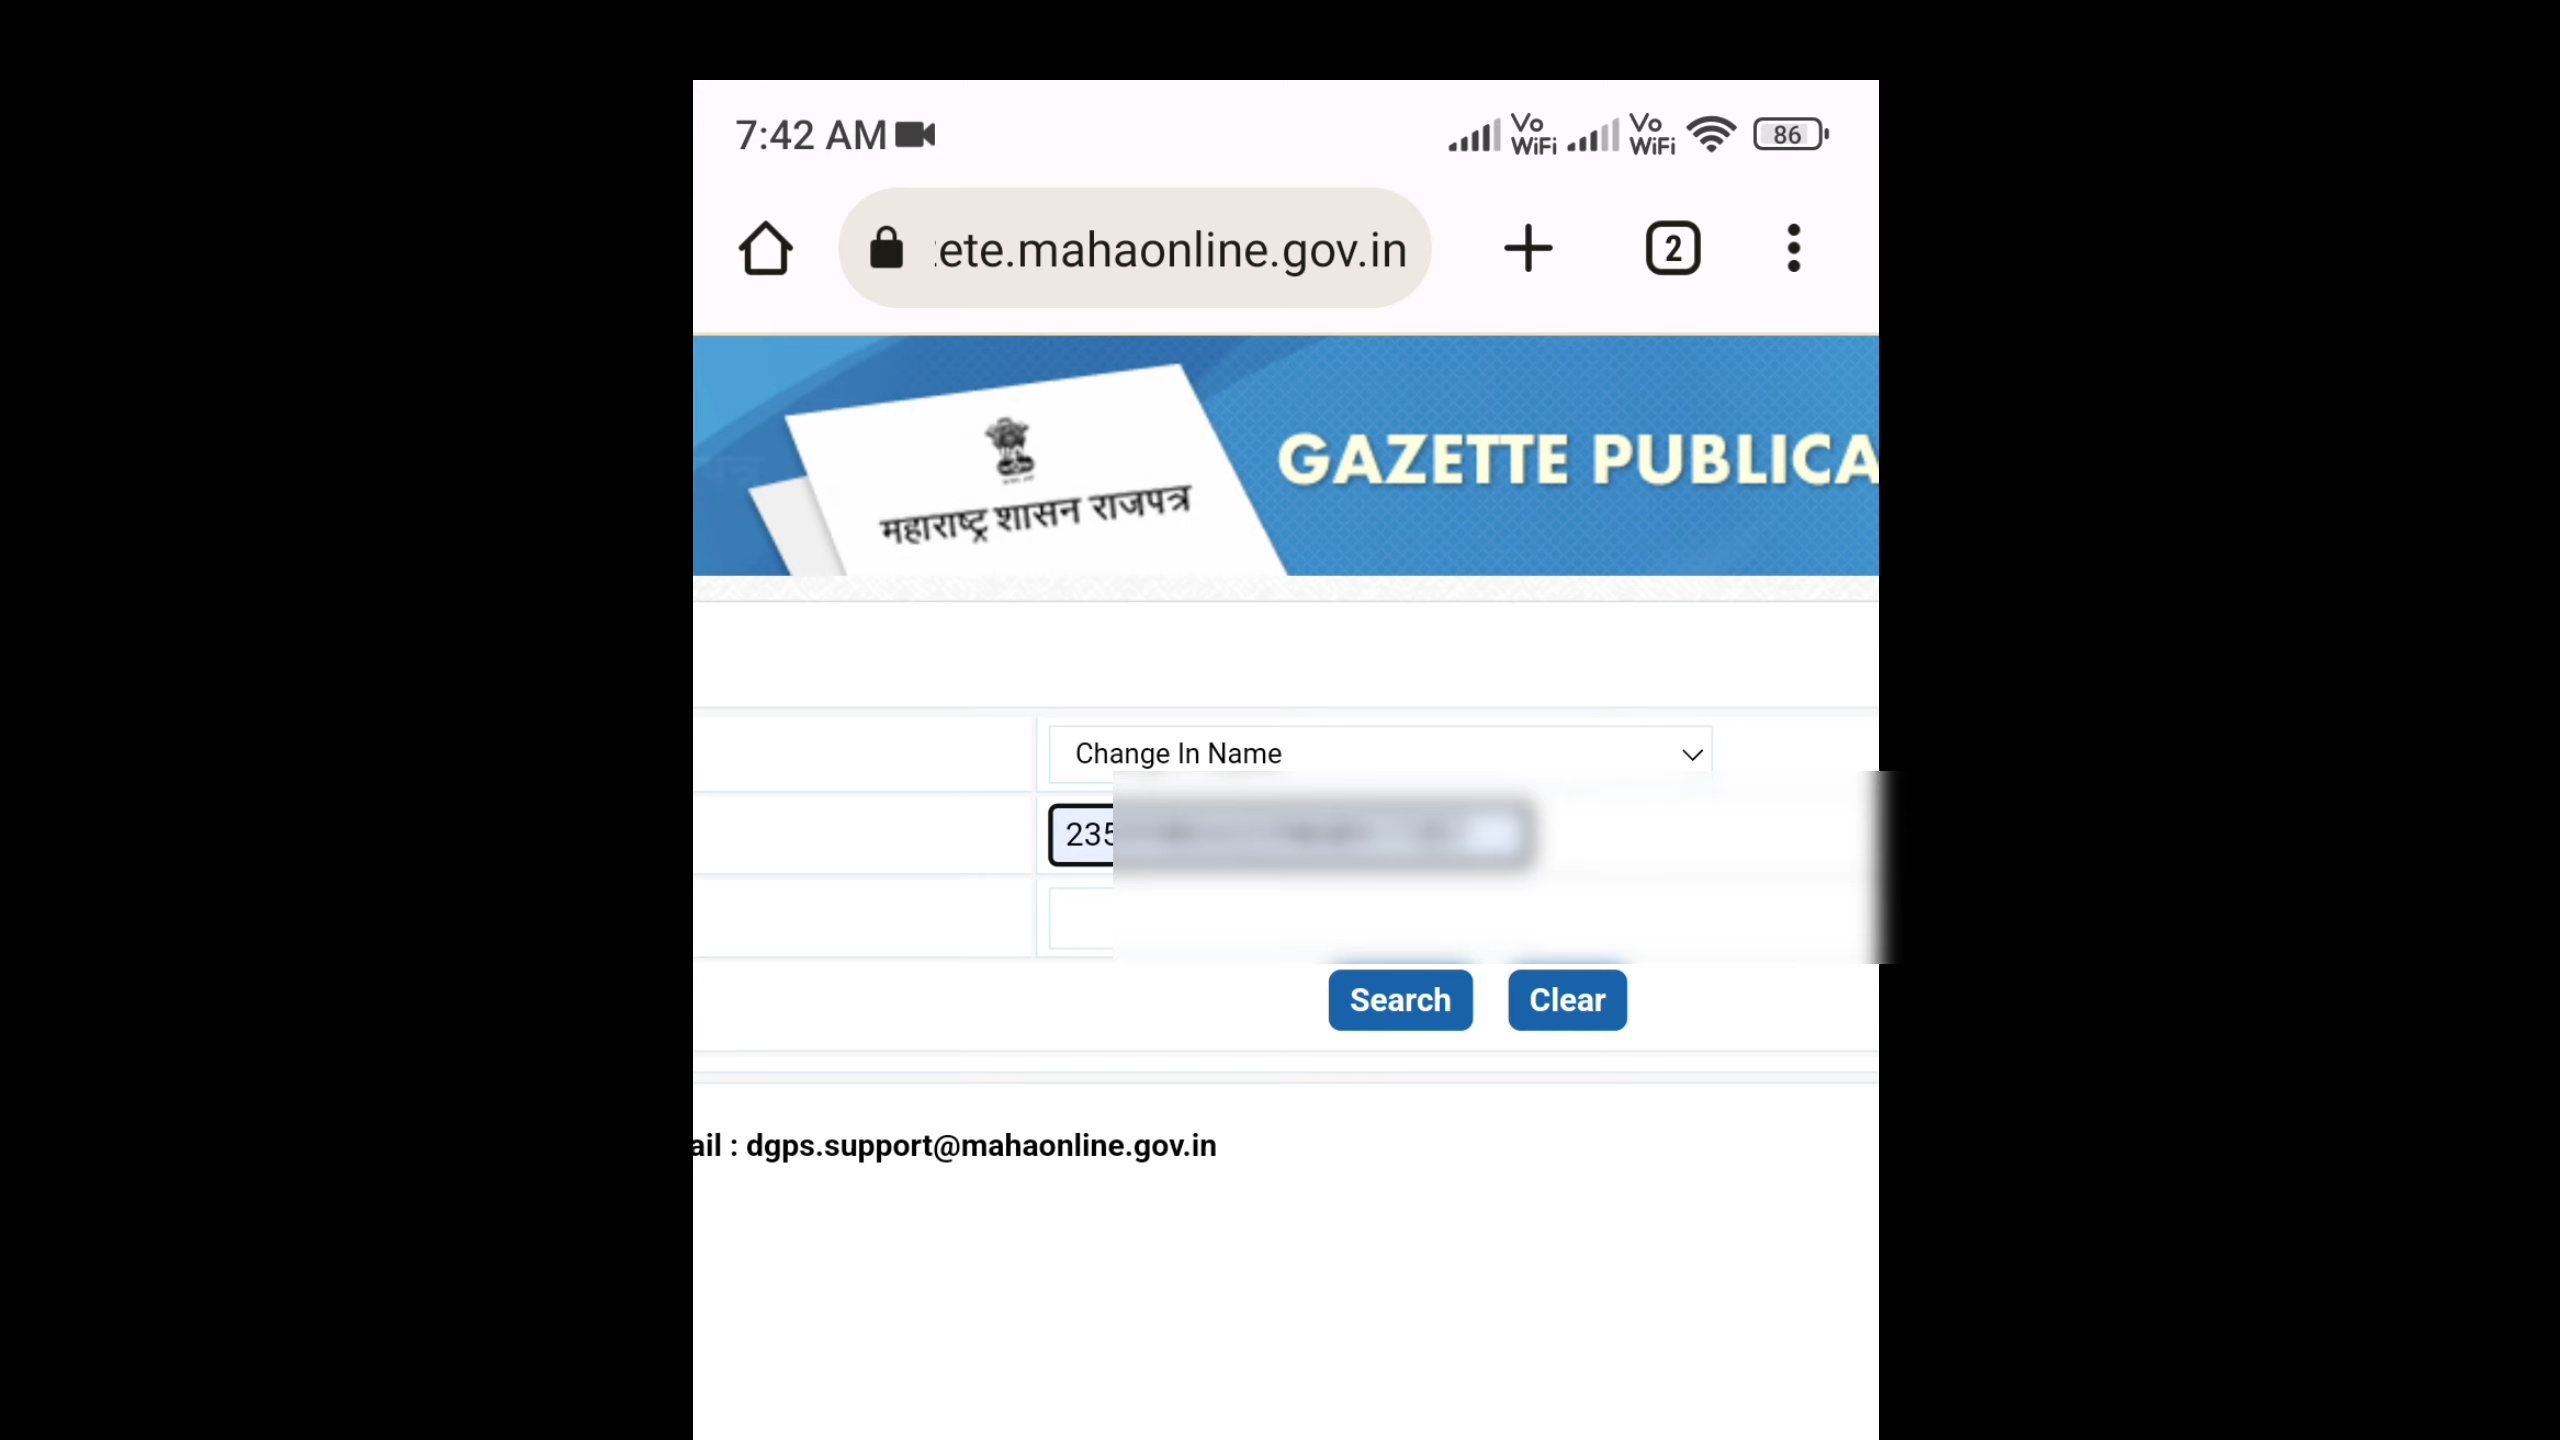 7:42 AM
Vo WiFi Vo WiFi 86
ete.mahaonline.gov.in
2
महाराष्ट्र शासन राजपत्र
GAZETTE PUBLICA
Change In Name
235
Search Clear
ail : dgps.support@mahaonline.gov.in